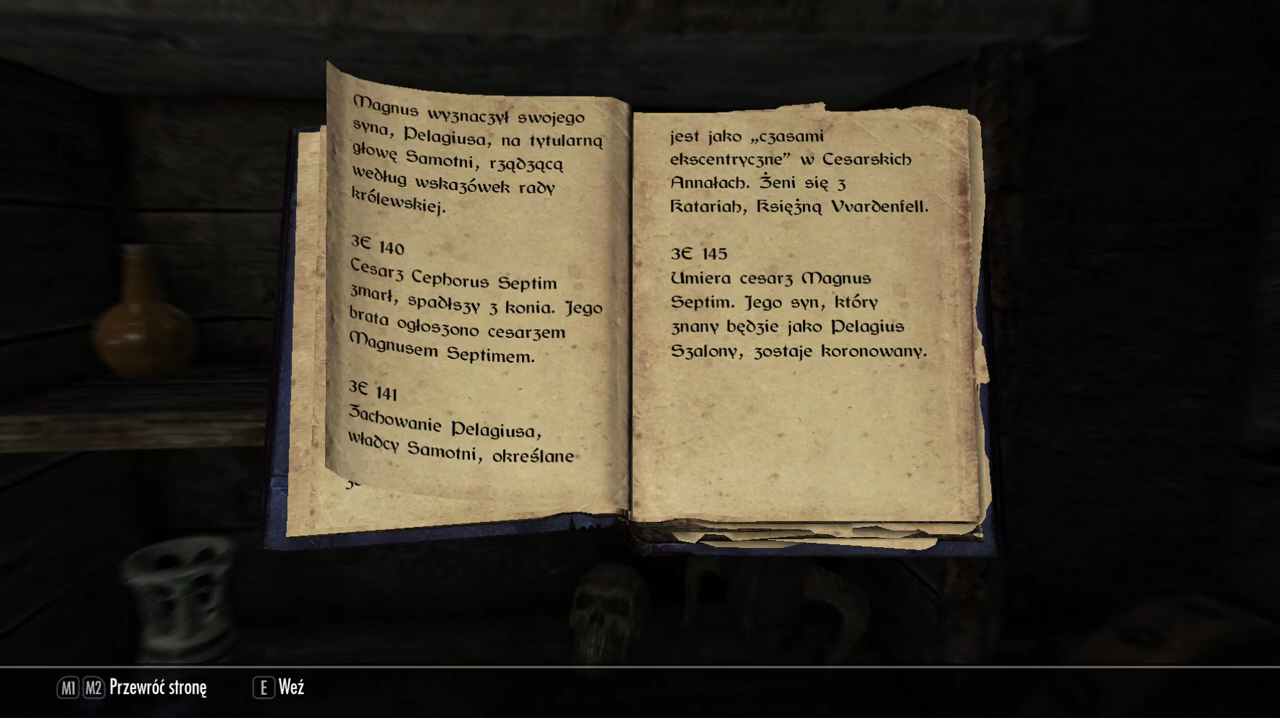 Magnus wyznaczył swojego
syna, Pelagiusa, na tytularną
głowę Samotni, rządzącą
według wskazówek rady
królewskiej.
3E 140
Cesarz Cephorus Septim
zmarł, spadłszy z konia. Jego
brata ogłoszono cesarzem
Magnusem Septimem.
3E 141
Zachowanie Pelagiusa,
władcy Samotni, określane
jest jako „czasami
ekscentryczne” w Cesarskich
Annałach. Żeni się z
Katariah, Księżną Vvardenfell.
3E 145
Umiera cesarz Magnus
Septim. Jego syn, który
znany będzie jako Pelagius
Szalony, zostaje koronowany.
M1 M2 Przewróć stronę
E Weź